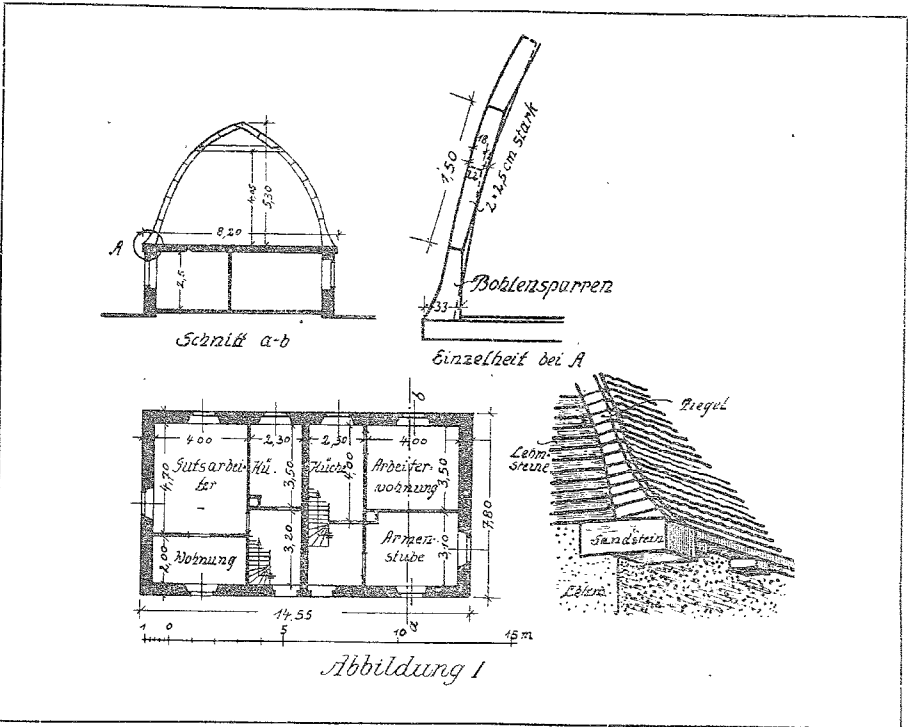 4,05
5,30
8,20
A
2,5
Schnitt a-b
1,50
18
22
2 · 2,5 cm stark
Bohlensparren
33
Einzelheit bei A
b
4.00
2,30
2,30
4.00
Gutsarbei-
ter
Kü.
Küche
Arbeiter-
wohnung
4,70
3,50
4,00
3,50
7,80
Wohnung
2,00
3,20
Armen-
stube
3,10
14.55
a
1 0 5 10 15 m
Ziegel
Lehm-
steine
Sandstein
Lehm
Abbildung 1